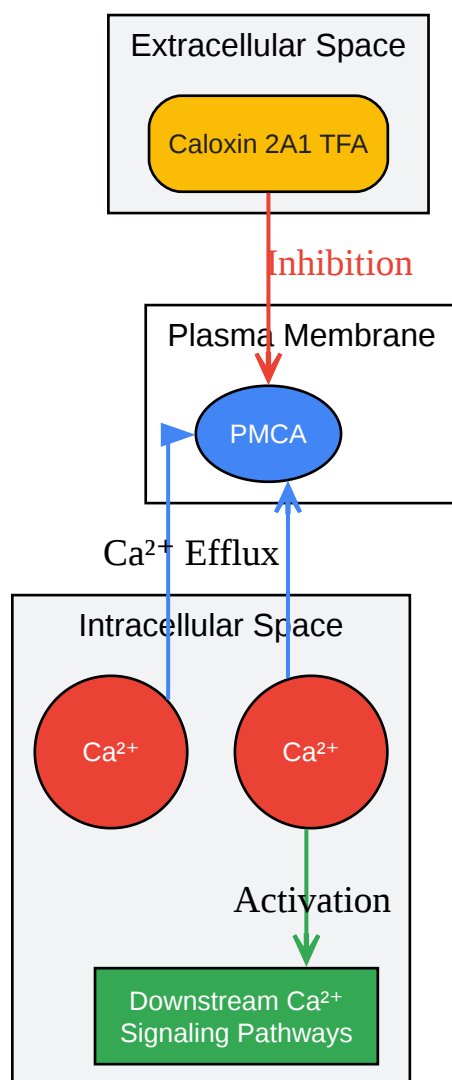 Extracellular Space
Caloxin 2A1 TFA
Inhibition
Plasma Membrane
PMCA
Ca²⁺ Efflux
Intracellular Space
Ca²⁺
Ca²⁺
Activation
Downstream Ca²⁺
Signaling Pathways